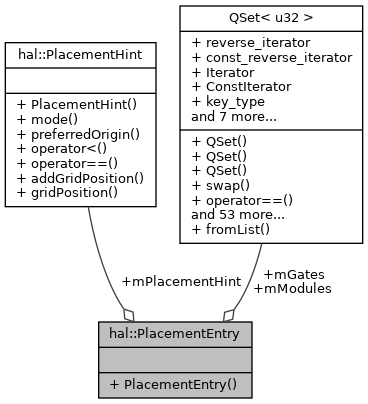 hal::PlacementHint
+ PlacementHint()
+ mode()
+ preferredOrigin()
+ operator<()
+ operator==()
+ addGridPosition()
+ gridPosition()
QSet< u32 >
+ reverse_iterator
+ const_reverse_iterator
+ Iterator
+ ConstIterator
+ key_type
and 7 more...
+ QSet()
+ QSet()
+ QSet()
+ swap()
+ operator==()
and 53 more...
+ fromList()
+mPlacementHint
+mGates
+mModules
hal::PlacementEntry
+ PlacementEntry()